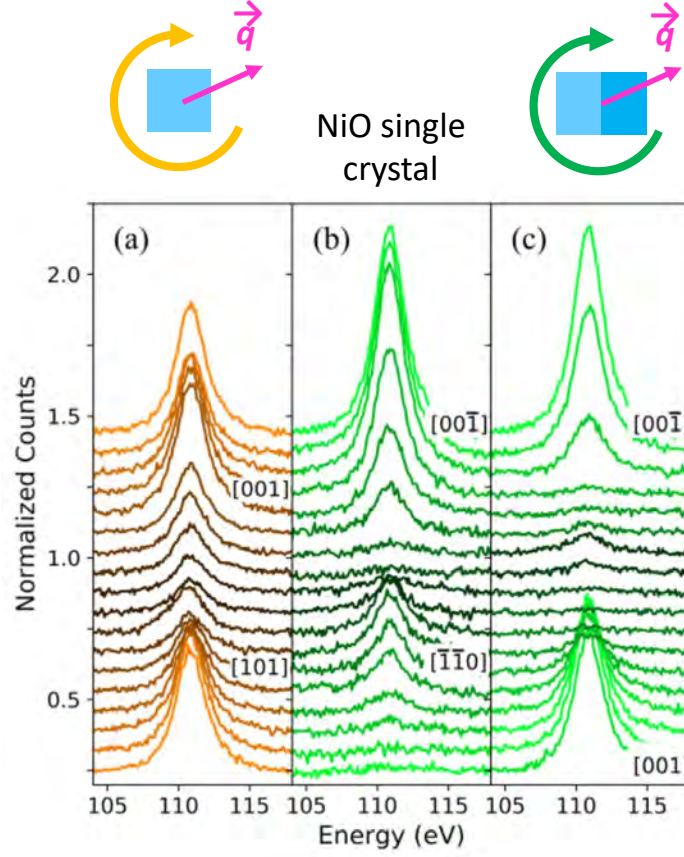 q
q
NiO single
crystal
(a)
(b)
(c)
2.0
1.5
1.0
0.5
Normalized Counts
[001]
[101]
[001̅]
[1̅1̅0]
[001̅
[001]
105
110
115
105
110
115
105
110
115
Energy (eV)